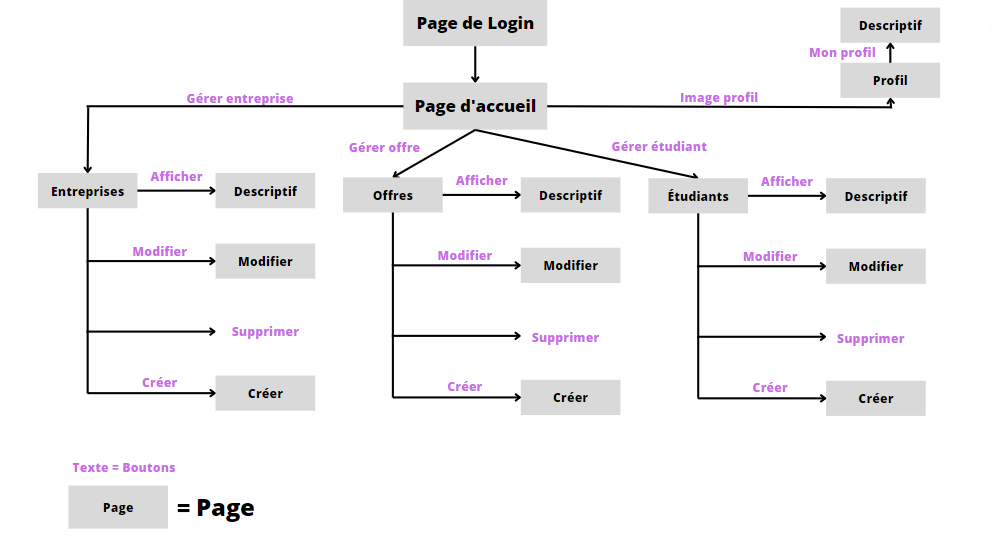 Page de Login
Descriptif
Mon profil
Profil
Gérer entreprise
Page d'accueil
Image profil
Gérer offre
Gérer étudiant
Entreprises
Afficher
Descriptif
Modifier
Modifier
Supprimer
Créer
Créer
Offres
Afficher
Descriptif
Modifier
Modifier
Supprimer
Créer
Créer
Étudiants
Afficher
Descriptif
Modifier
Modifier
Supprimer
Créer
Créer
Texte = Boutons
Page
= Page